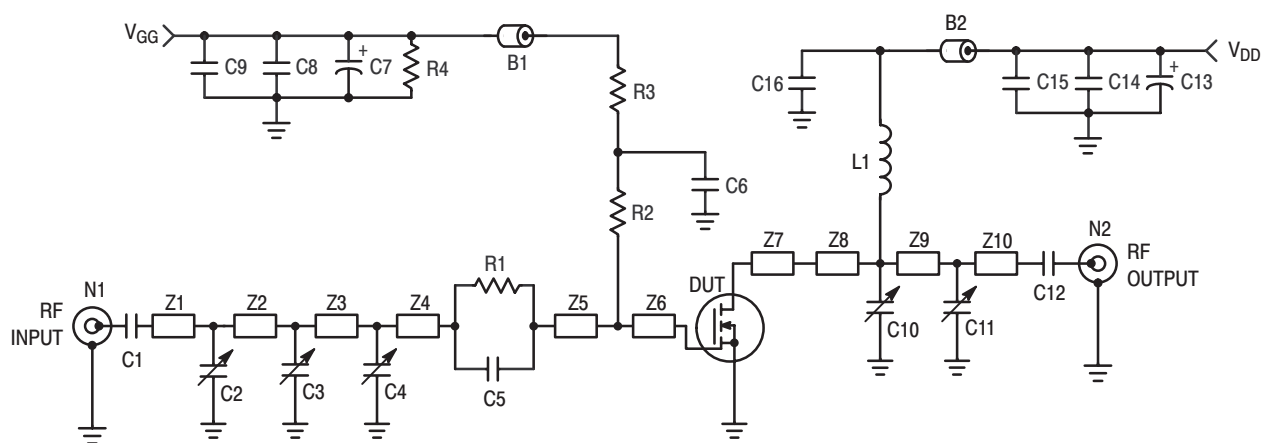 VGG
C9
C8
+
C7
R4
B1
R3
C6
R2
B2
C16
L1
C15
C14
+
C13
VDD
N1
RF
INPUT
C1
Z1
C2
Z2
C3
Z3
C4
Z4
R1
C5
Z5
Z6
DUT
Z7
Z8
C10
Z9
C11
Z10
C12
N2
RF
OUTPUT